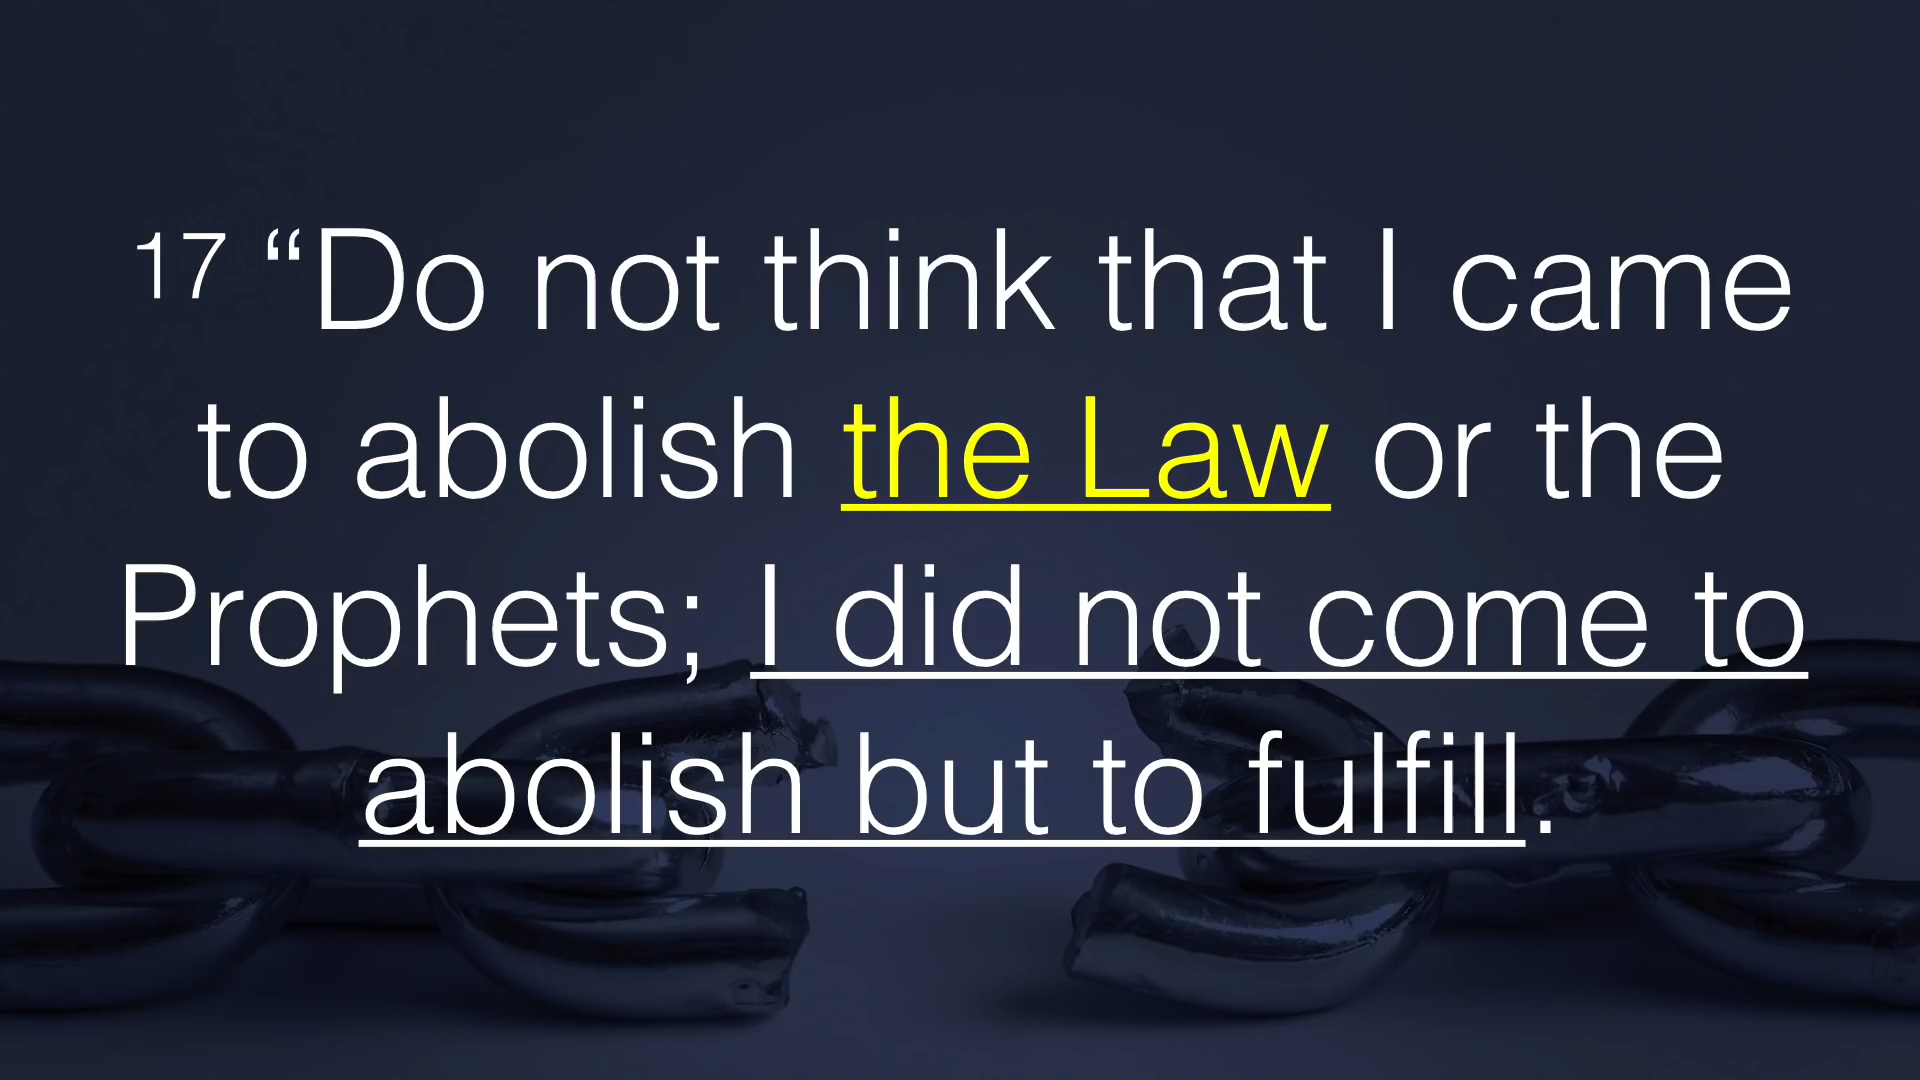 17 “Do not think that I came
to abolish the Law or the
Prophets; I did not come to
abolish but to fulfill.